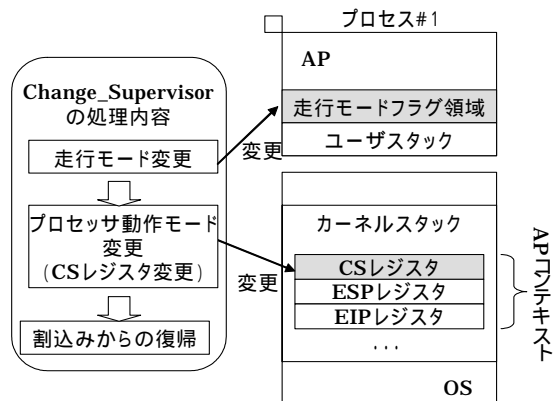 プロセス#1
AP
Change_Supervisor
の処理内容
走行モード変更
変更
走行モードフラグ領域
ユーザスタック
プロセッサ動作モード
変更
(CSレジスタ変更)
変更
割込みからの復帰
カーネルスタック
CSレジスタ
ESPレジスタ
EIPレジスタ
...
APコンテキスト
OS